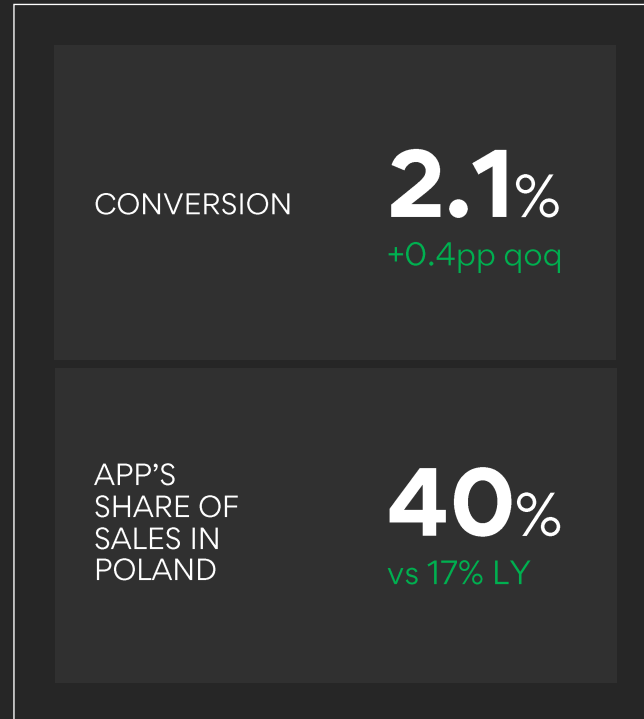 CONVERSION
2.1%
+0.4pp qoq
APP’S
SHARE OF
SALES IN
POLAND
40%
vs 17% LY